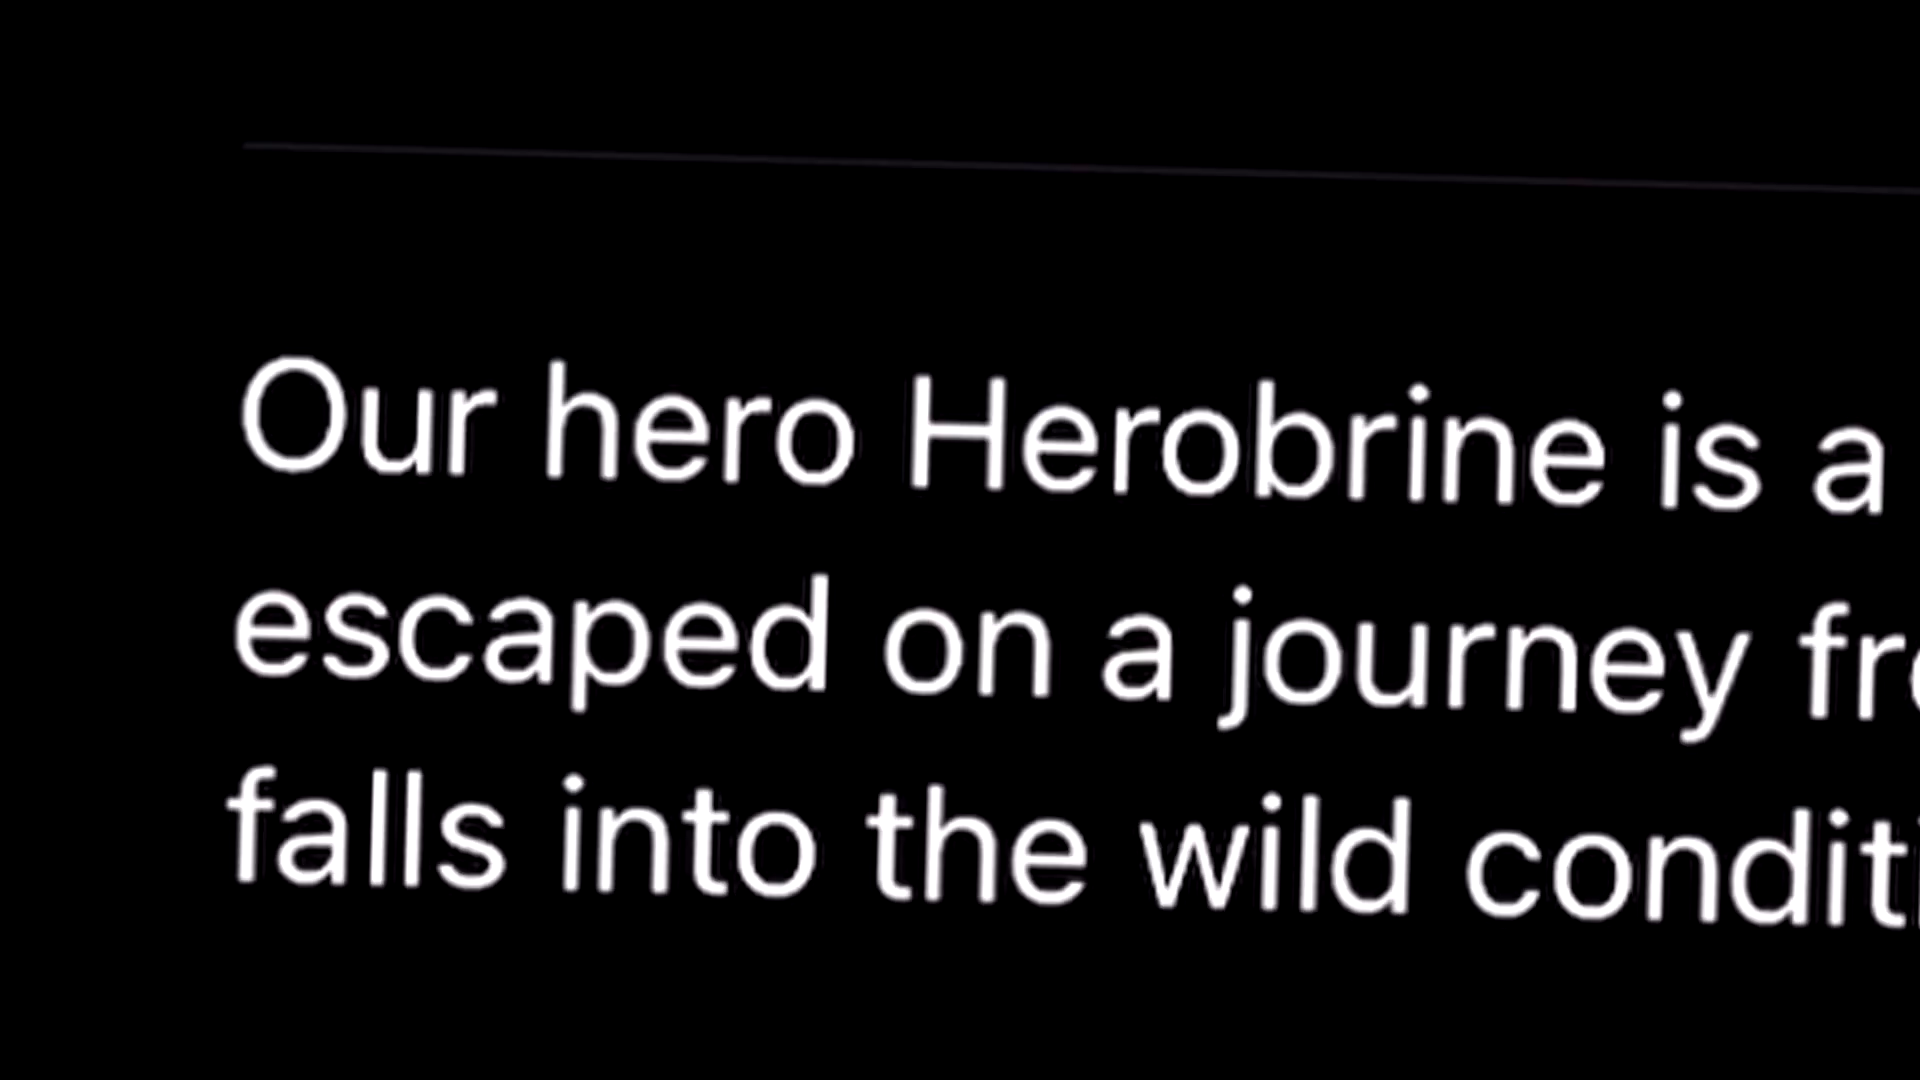 Our hero Herobrine is a
escaped on a journey
falls into the wild